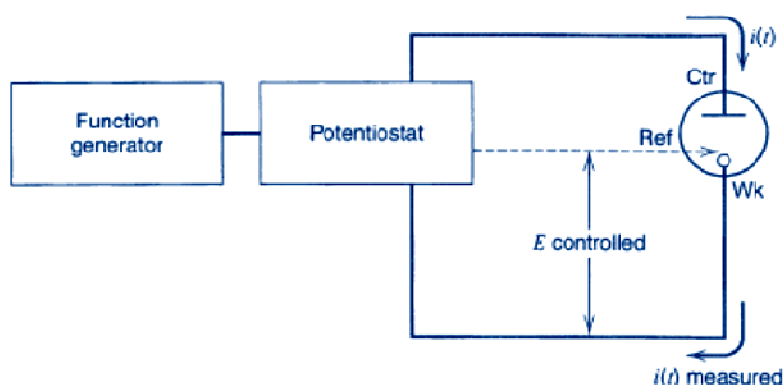 i(t)
Ctr
Function
generator
Potentiostat
Ref
Wk
E controlled
i(t) measured